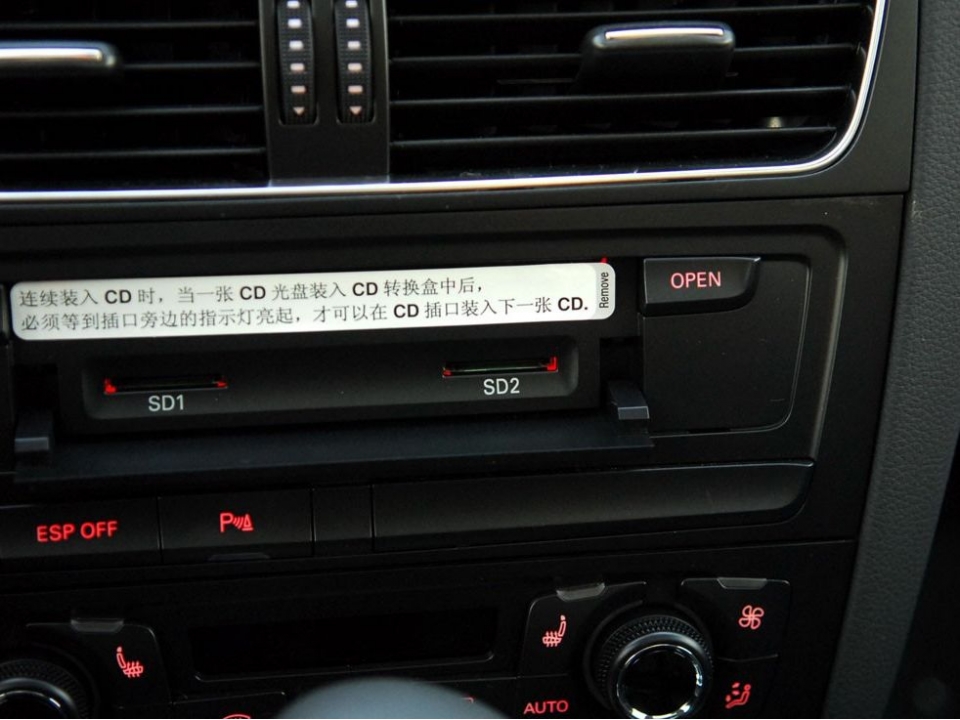 连续装入 CD 时，当一张 CD 光盘装入 CD 转换盒中后，
必须等到插口旁边的指示灯亮起，才可以在 CD 插口装入下一张 CD.
Remove
OPEN
SD1
SD2
ESP OFF
P
AUTO